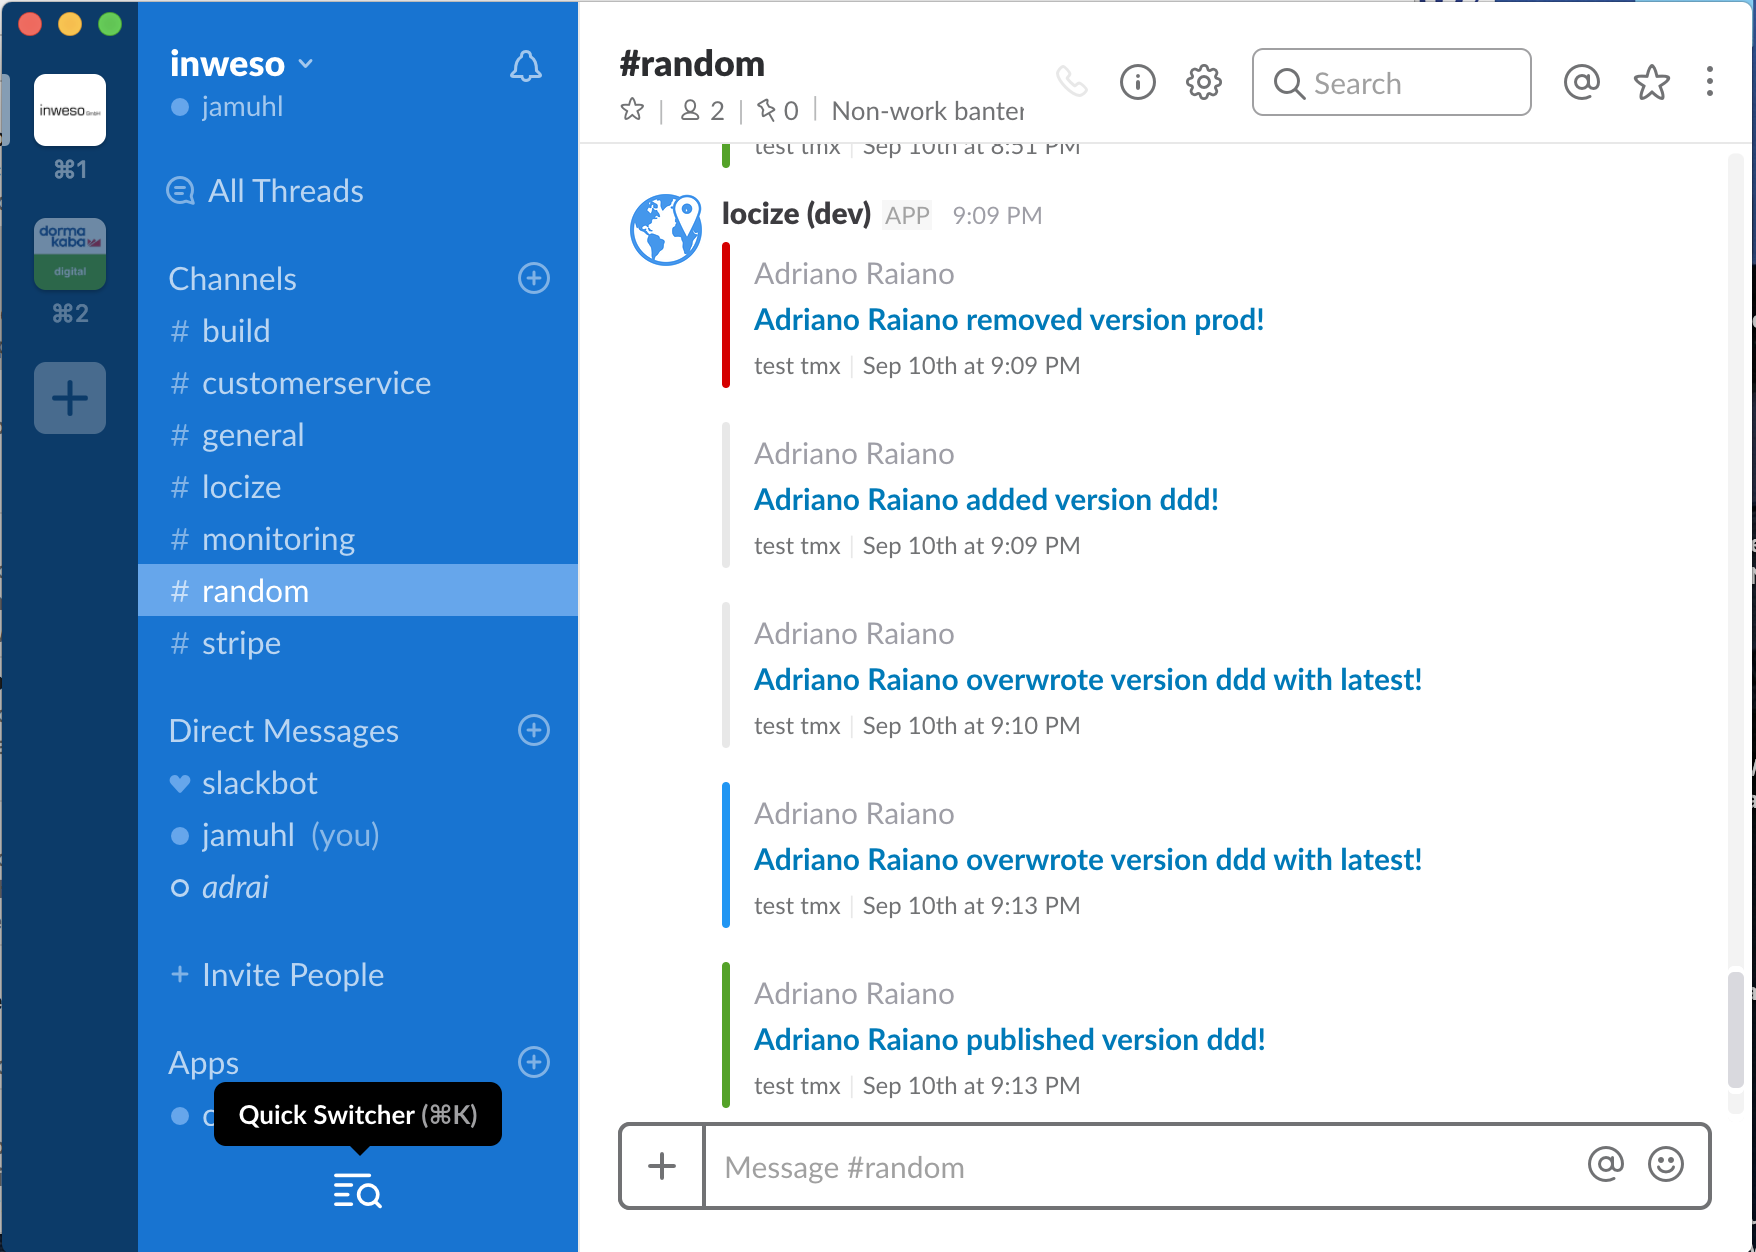 inweso GmbH
⌘1
dorma
kaba
digital
⌘2
inweso
jamuhl
All Threads
Channels
# build
# customerservice
# general
# locize
# monitoring
# random
# stripe
Direct Messages
slackbot
jamuhl (you)
adrai
+ Invite People
Apps
Quick Switcher (⌘K)
#random
2 | 0 | Non-work banter
Search
test tmx | Sep 10th at 8:51 PM
locize (dev) APP 9:09 PM
Adriano Raiano
Adriano Raiano removed version prod!
test tmx | Sep 10th at 9:09 PM
Adriano Raiano
Adriano Raiano added version ddd!
test tmx | Sep 10th at 9:09 PM
Adriano Raiano
Adriano Raiano overwrote version ddd with latest!
test tmx | Sep 10th at 9:10 PM
Adriano Raiano
Adriano Raiano overwrote version ddd with latest!
test tmx | Sep 10th at 9:13 PM
Adriano Raiano
Adriano Raiano published version ddd!
test tmx | Sep 10th at 9:13 PM
Message #random